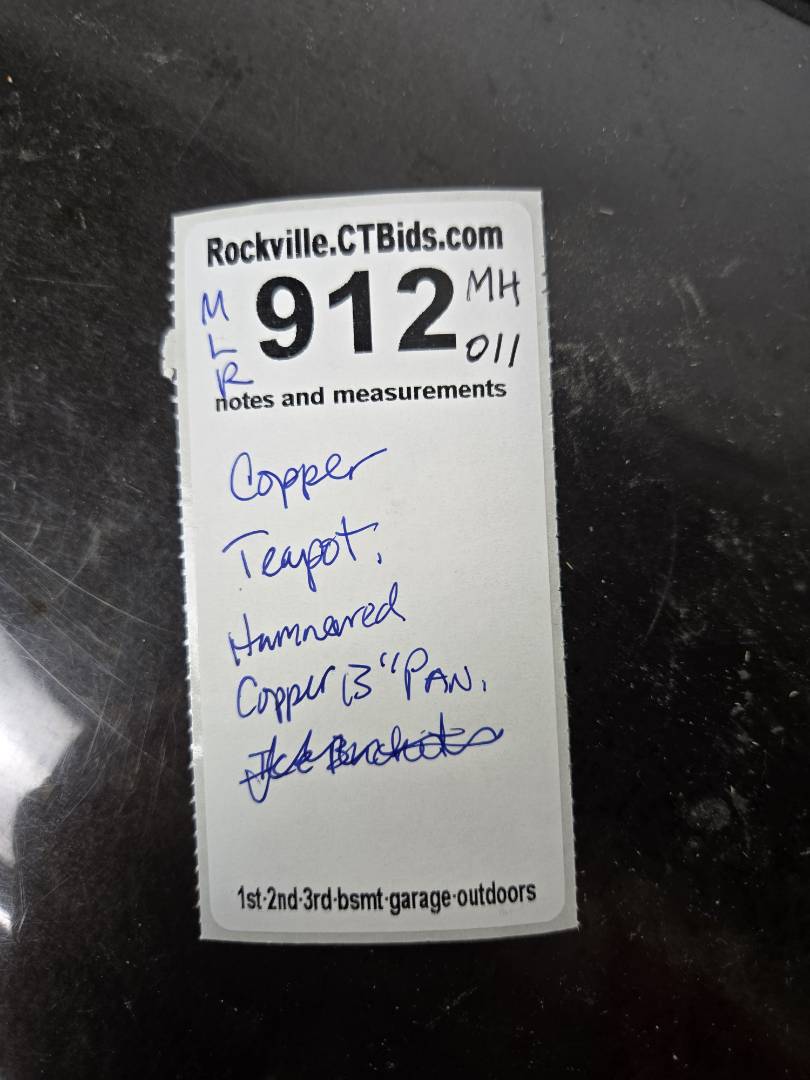 Rockville.CTBids.com
M
L
R
912
MH
011
notes and measurements
Copper
Teapot,
Hammered
Copper 13" PAN,
1st·2nd·3rd·bsmt·garage·outdoors